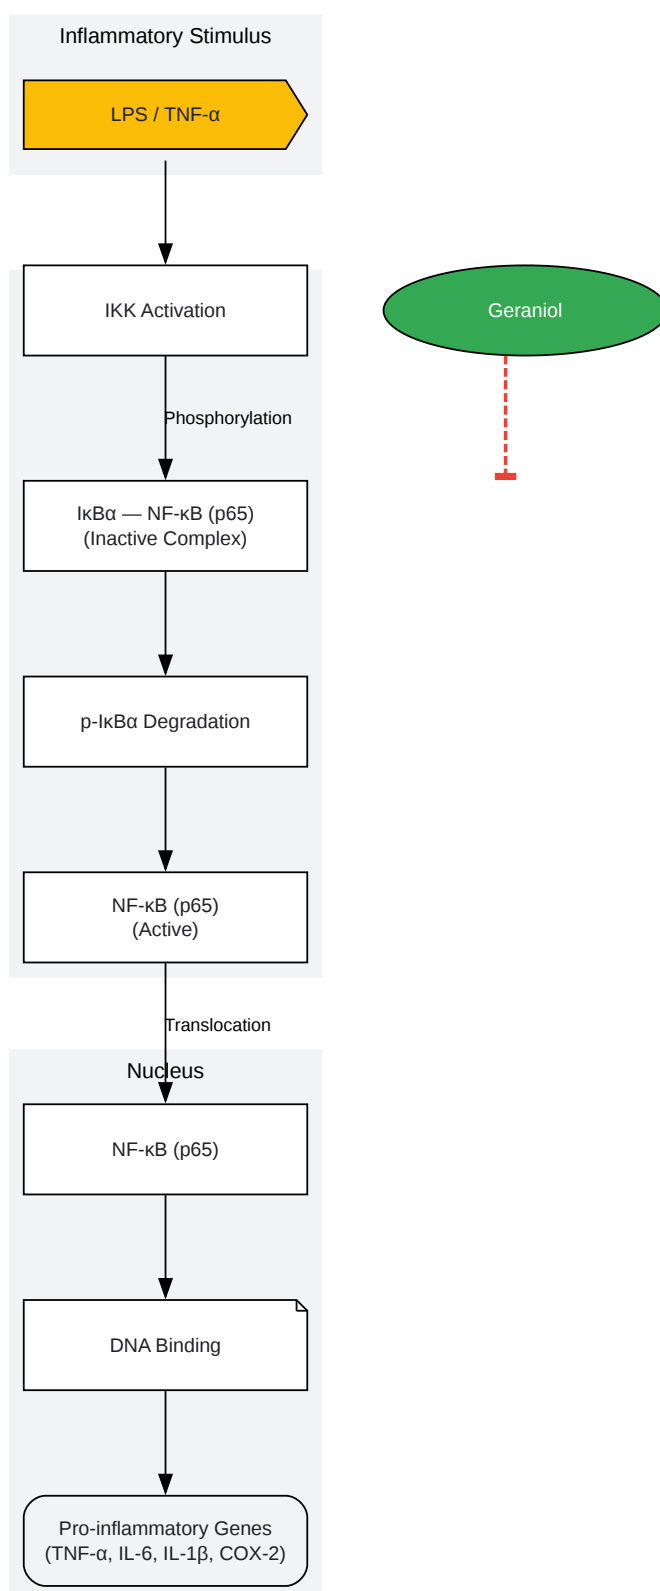 Inflammatory Stimulus
LPS / TNF-α
IKK Activation
Geraniol
Phosphorylation
IκBα — NF-κB (p65)
(Inactive Complex)
p-IκBα Degradation
NF-κB (p65)
(Active)
Translocation
Nucleus
NF-κB (p65)
DNA Binding
Pro-inflammatory Genes
(TNF-α, IL-6, IL-1β, COX-2)